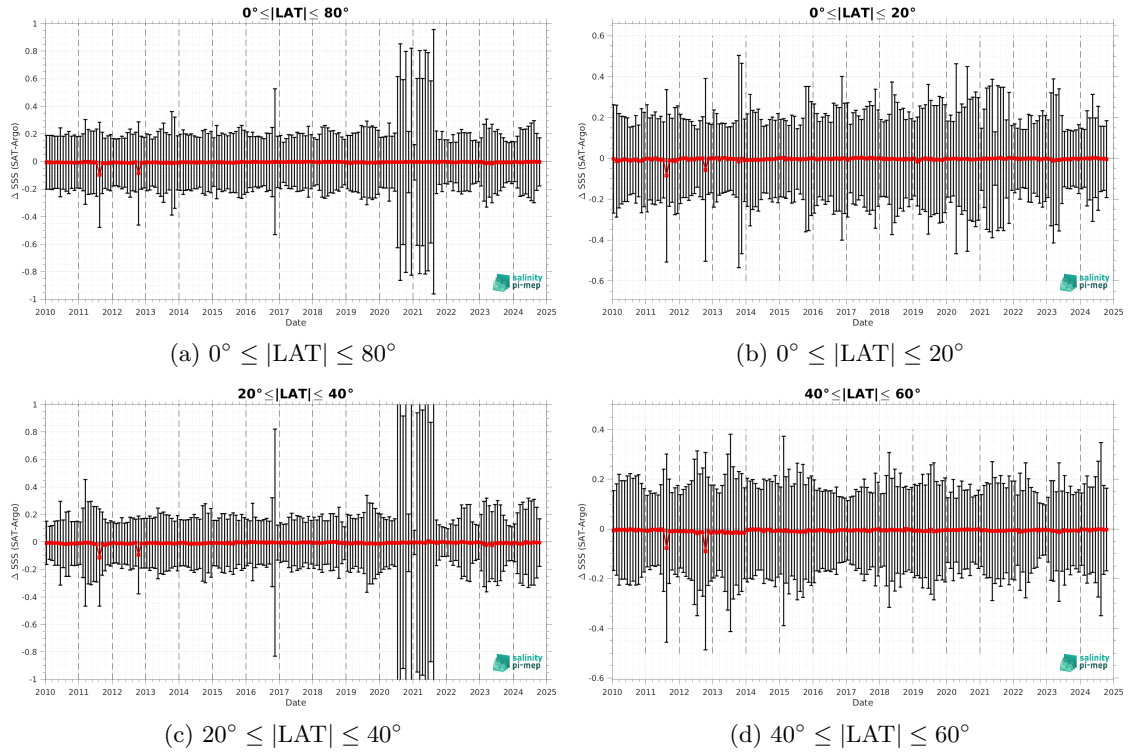 0°≤|LAT|≤ 80°
1
0.8
0.6
0.4
0.2
0
-0.2
-0.4
-0.6
-0.8
-1
Δ SSS (SAT-Argo)
2010 2011 2012 2013 2014 2015 2016 2017 2018 2019 2020 2021 2022 2023 2024 2025
Date
salinity
pi-mep
(a) 0° ≤ |LAT| ≤ 80°
0°≤|LAT|≤ 20°
0.6
0.4
0.2
0
-0.2
-0.4
-0.6
Δ SSS (SAT-Argo)
2010 2011 2012 2013 2014 2015 2016 2017 2018 2019 2020 2021 2022 2023 2024 2025
Date
salinity
pi-mep
(b) 0° ≤ |LAT| ≤ 20°
20°≤|LAT|≤ 40°
1
0.8
0.6
0.4
0.2
0
-0.2
-0.4
-0.6
-0.8
-1
Δ SSS (SAT-Argo)
2010 2011 2012 2013 2014 2015 2016 2017 2018 2019 2020 2021 2022 2023 2024 2025
Date
salinity
pi-mep
(c) 20° ≤ |LAT| ≤ 40°
40°≤|LAT|≤ 60°
0.4
0.2
0
-0.2
-0.4
-0.6
Δ SSS (SAT-Argo)
2010 2011 2012 2013 2014 2015 2016 2017 2018 2019 2020 2021 2022 2023 2024 2025
Date
salinity
pi-mep
(d) 40° ≤ |LAT| ≤ 60°